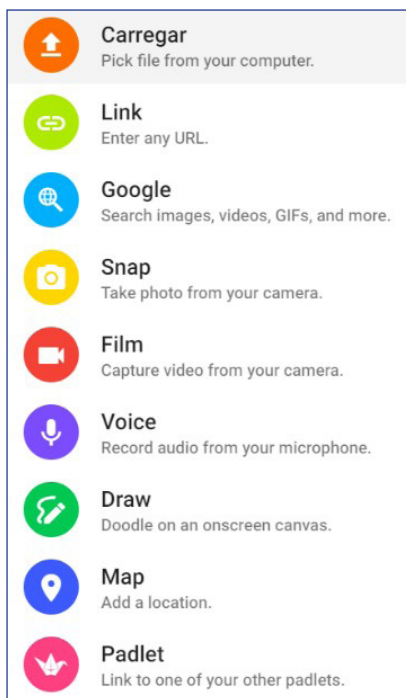 Carregar
Pick file from your computer.
Link
Enter any URL.
Google
Search images, videos, GIFs, and more.
Snap
Take photo from your camera.
Film
Capture video from your camera.
Voice
Record audio from your microphone.
Draw
Doodle on an onscreen canvas.
Map
Add a location.
Padlet
Link to one of your other padlets.